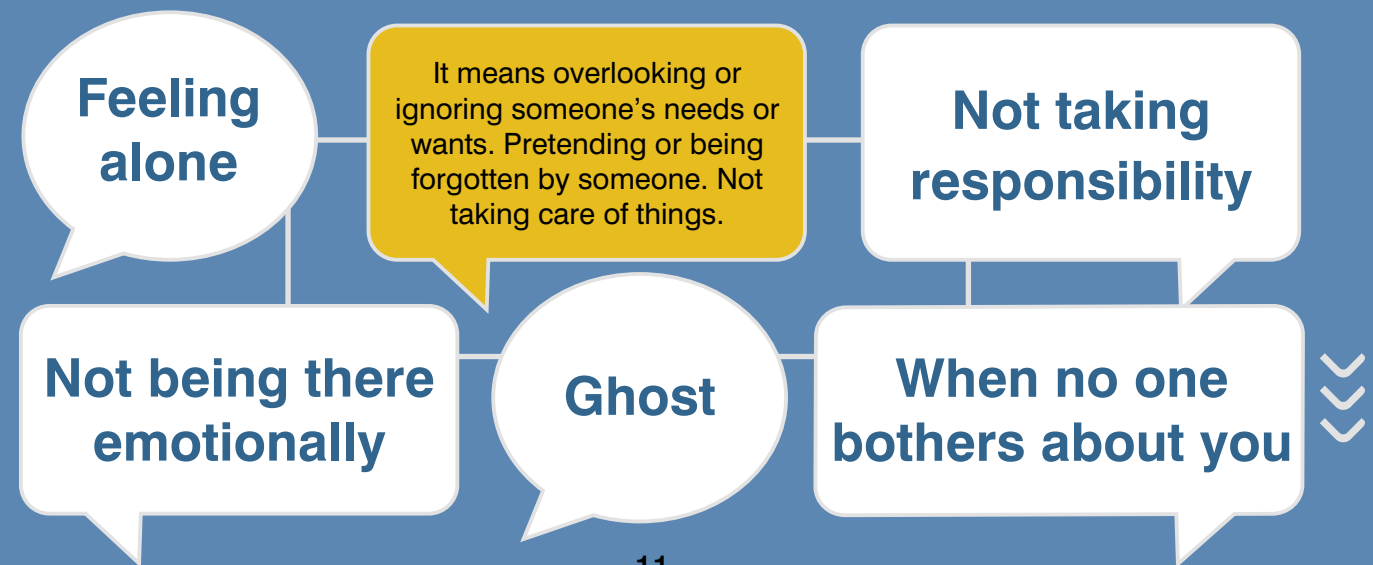 Feeling
alone
It means overlooking or
ignoring someone’s needs or
wants. Pretending or being
forgotten by someone. Not
taking care of things.
Not taking
responsibility
Not being there
emotionally
Ghost
When no one
bothers about you
11